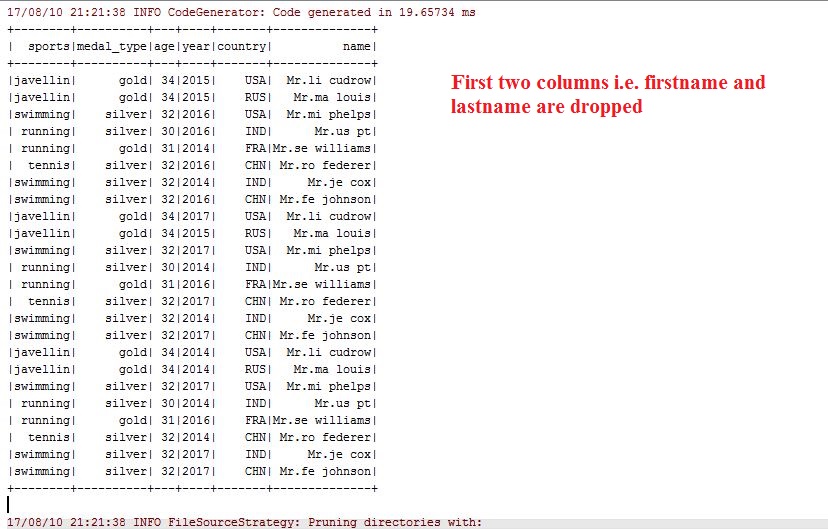 17/08/10 21:21:38 INFO CodeGenerator: Code generated in 19.65734 ms
+--------+----------+---+----+-------+--------------+
|  sports|medal_type|age|year|country|          name|
+--------+----------+---+----+-------+--------------+
|javellin|      gold| 34|2015|    USA|  Mr.li cudrow|
|javellin|      gold| 34|2015|    RUS|   Mr.ma louis|
First two columns i.e. firstname and
lastname are dropped
|swimming|    silver| 32|2016|    USA|  Mr.mi phelps|
| running|    silver| 30|2016|    IND|      Mr.us pt|
| running|      gold| 31|2014|    FRA|Mr.se williams|
|  tennis|    silver| 32|2016|    CHN| Mr.ro federer|
|swimming|    silver| 32|2014|    IND|     Mr.je cox|
|swimming|    silver| 32|2016|    CHN| Mr.fe johnson|
|javellin|      gold| 34|2017|    USA|  Mr.li cudrow|
|javellin|      gold| 34|2015|    RUS|   Mr.ma louis|
|swimming|    silver| 32|2017|    USA|  Mr.mi phelps|
| running|    silver| 30|2014|    IND|      Mr.us pt|
| running|      gold| 31|2016|    FRA|Mr.se williams|
|  tennis|    silver| 32|2017|    CHN| Mr.ro federer|
|swimming|    silver| 32|2014|    IND|     Mr.je cox|
|swimming|    silver| 32|2017|    CHN| Mr.fe johnson|
|javellin|      gold| 34|2014|    USA|  Mr.li cudrow|
|javellin|      gold| 34|2014|    RUS|   Mr.ma louis|
|swimming|    silver| 32|2017|    USA|  Mr.mi phelps|
| running|    silver| 30|2014|    IND|      Mr.us pt|
| running|      gold| 31|2016|    FRA|Mr.se williams|
|  tennis|    silver| 32|2014|    CHN| Mr.ro federer|
|swimming|    silver| 32|2017|    IND|     Mr.je cox|
|swimming|    silver| 32|2017|    CHN| Mr.fe johnson|
+--------+----------+---+----+-------+--------------+
17/08/10 21:21:38 INFO FileSourceStrategy: Pruning directories with: